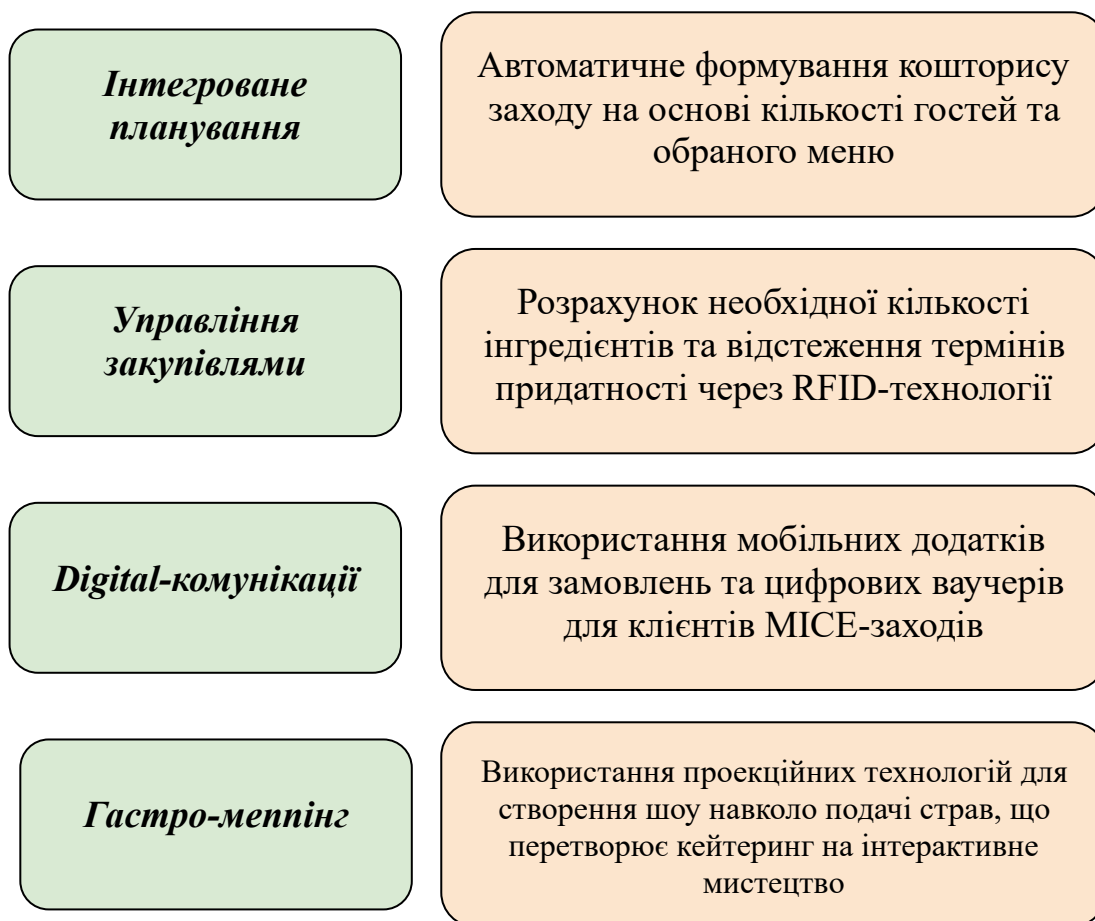 Інтегроване
планування
Автоматичне формування кошторису
заходу на основі кількості гостей та
обраного меню
Управління
закупівлями
Розрахунок необхідної кількості
інгредієнтів та відстеження термінів
придатності через RFID-технології
Digital-комунікації
Використання мобільних додатків
для замовлень та цифрових ваучерів
для клієнтів MICE-заходів
Гастро-меппінг
Використання проекційних технологій для
створення шоу навколо подачі страв, що
перетворює кейтеринг на інтерактивне
мистецтво